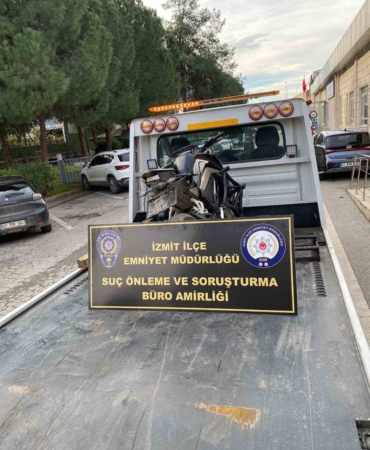 İZMİT İLÇE
EMNİYET MÜDÜRLÜĞÜ
SUÇ ÖNLEME VE SORUŞTURMA
BÜRO AMİRLİĞİ